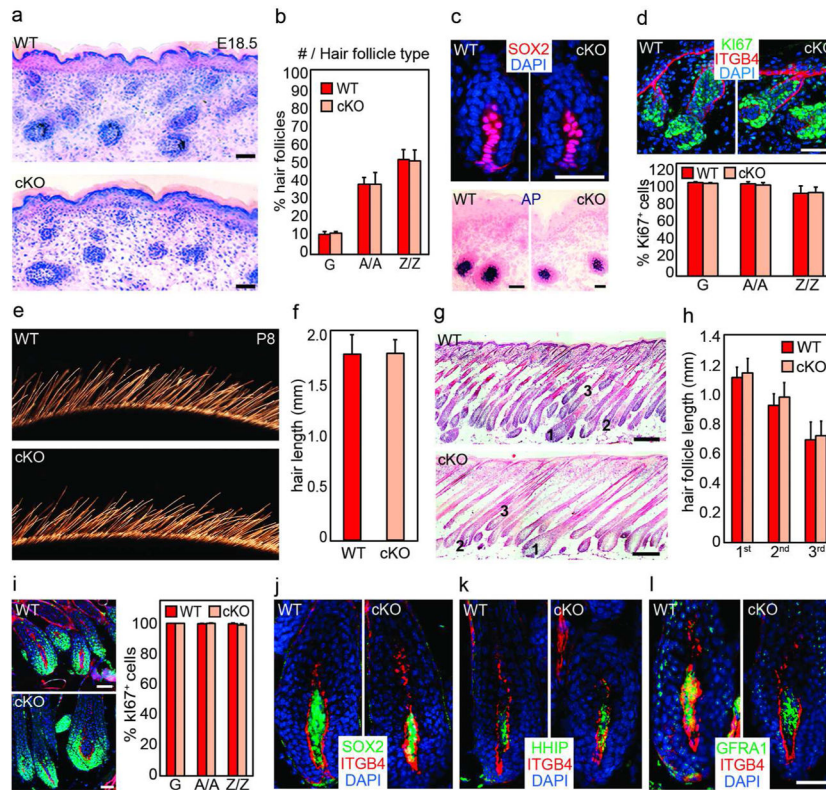 a
WT
E18.5
cKO
b
# / Hair follicle type
% hair follicles
100
90
80
70
60
50
40
30
20
10
0
WT
cKO
G
A/A
Z/Z
c
WT
SOX2
DAPI
cKO
WT
AP
cKO
d
WT
KI67
ITGB4
DAPI
cKO
% Ki67⁺ cells
120
100
80
60
40
20
0
WT
cKO
G
A/A
Z/Z
e
WT
P8
cKO
f
hair length (mm)
2.0
1.5
1.0
0.5
0.0
WT
cKO
g
WT
3
1
2
cKO
3
2
1
h
hair follicle length (mm)
1.4
1.2
1.0
0.8
0.6
0.4
0.2
0
WT
cKO
1st
2nd
3rd
i
WT
cKO
% kI67⁺ cells
100
80
60
40
20
0
WT
cKO
G
A/A
Z/Z
j
WT
cKO
SOX2
ITGB4
DAPI
k
WT
cKO
HHIP
ITGB4
DAPI
l
WT
cKO
GFRA1
ITGB4
DAPI